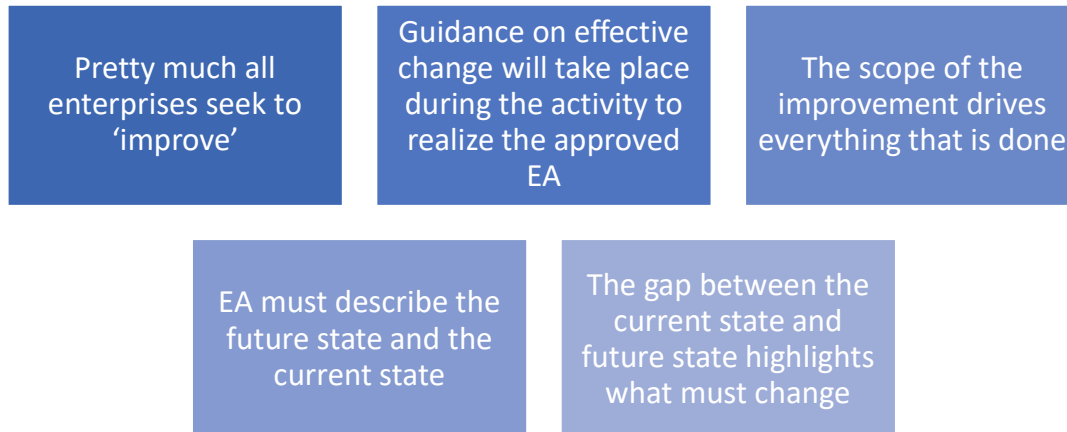 Pretty much all
enterprises seek to
‘improve’
Guidance on effective
change will take place
during the activity to
realize the approved
EA
The scope of the
improvement drives
everything that is done
EA must describe the
future state and the
current state
The gap between the
current state and
future state highlights
what must change